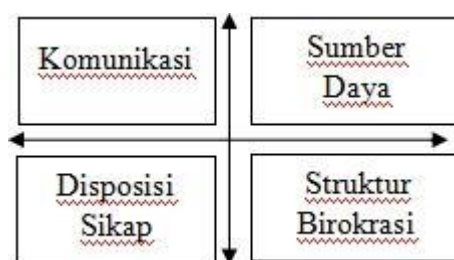 Komunikasi
Sumber
Daya
Disposisi
Sikap
Struktur
Birokrasi